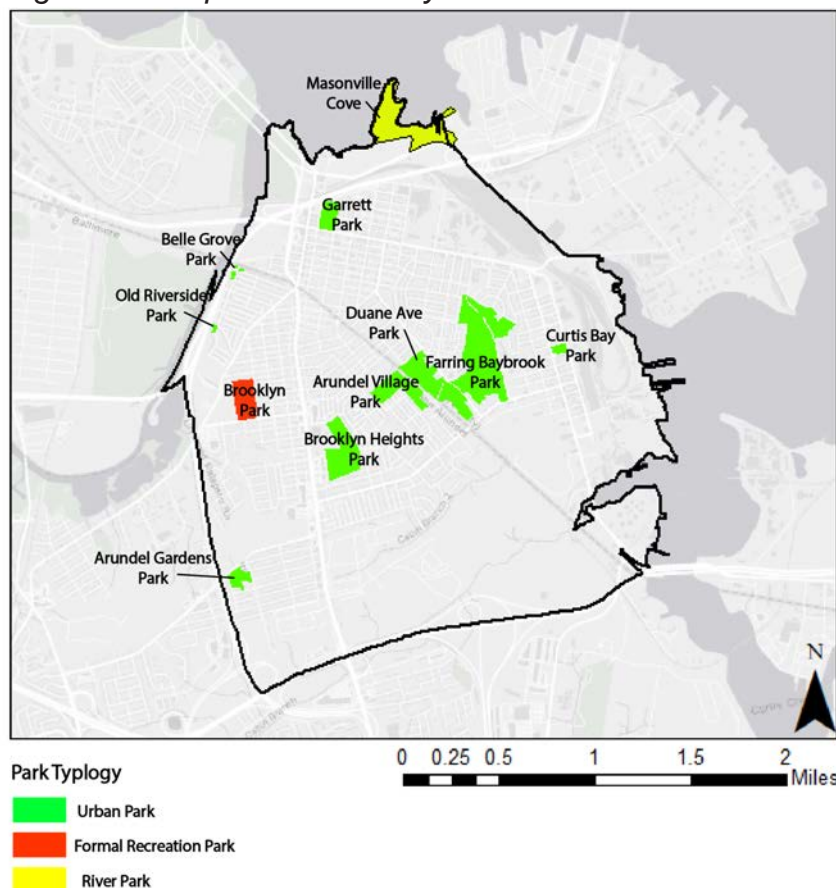 Masonville
Cove
Garrett
Park
Belle Grove
Park
Baltimore
Old Riverside
Park
Duane Ave
Park
Curtis Bay
Park
Farring Baybrook
Park
Arundel Village
Park
Brooklyn
Park
Brooklyn Heights
Park
Arundel Gardens
Park
N
Park Typlogy
Urban Park
Formal Recreation Park
River Park
0 0.25 0.5 1 1.5 2
Miles